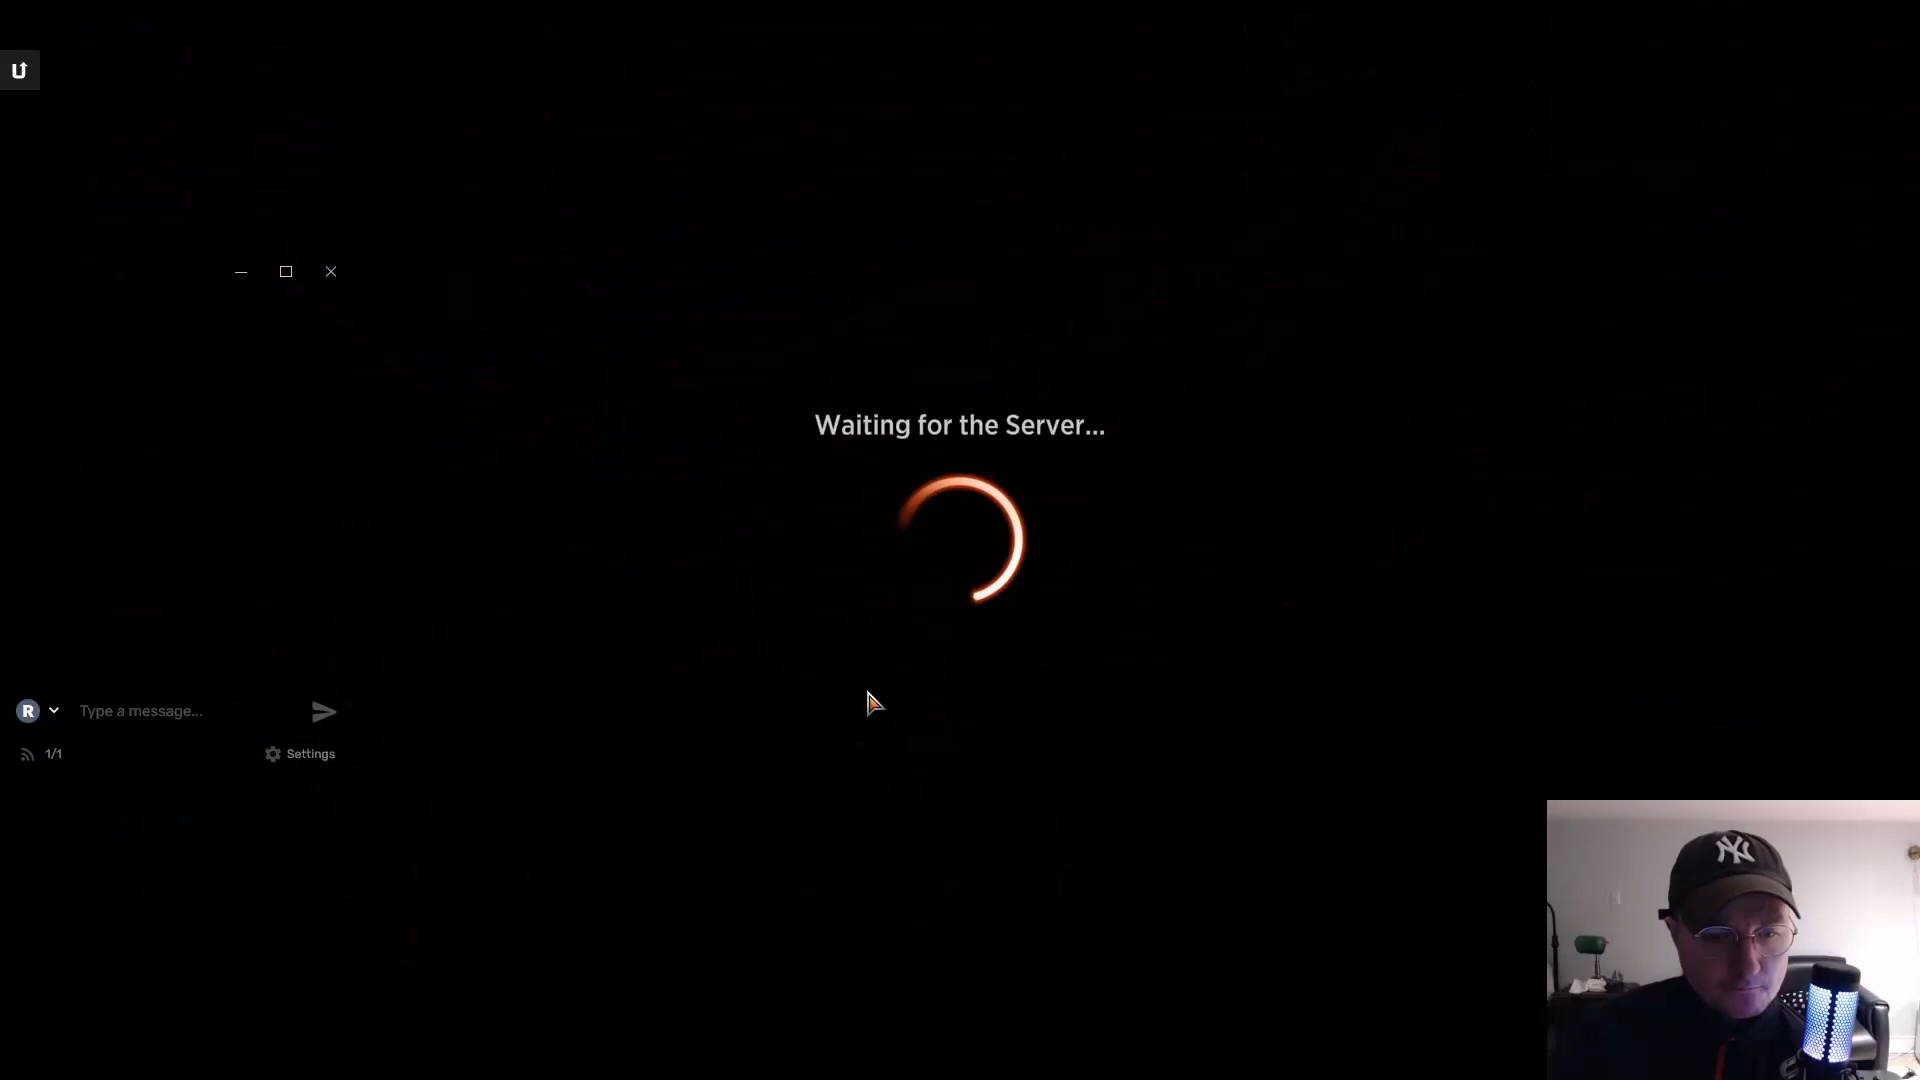 U
Waiting for the Server...
R
Type a message...
1/1
Settings
NY